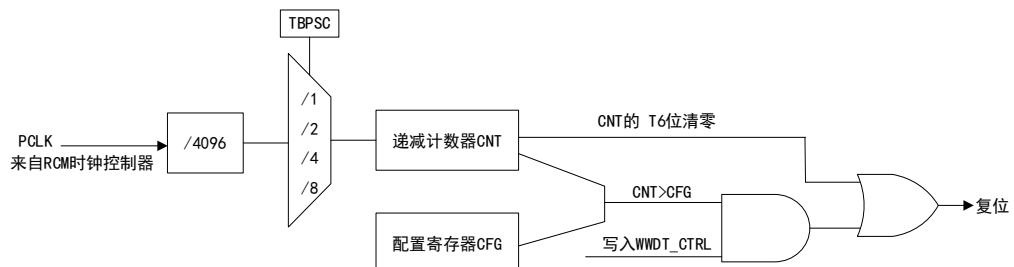 TBPSC
/1
/2
/4
/8
PCLK
来自RCM时钟控制器
/4096
递减计数器CNT
CNT的 T6位清零
CNT>CFG
配置寄存器CFG
写入WWDT_CTRL
复位